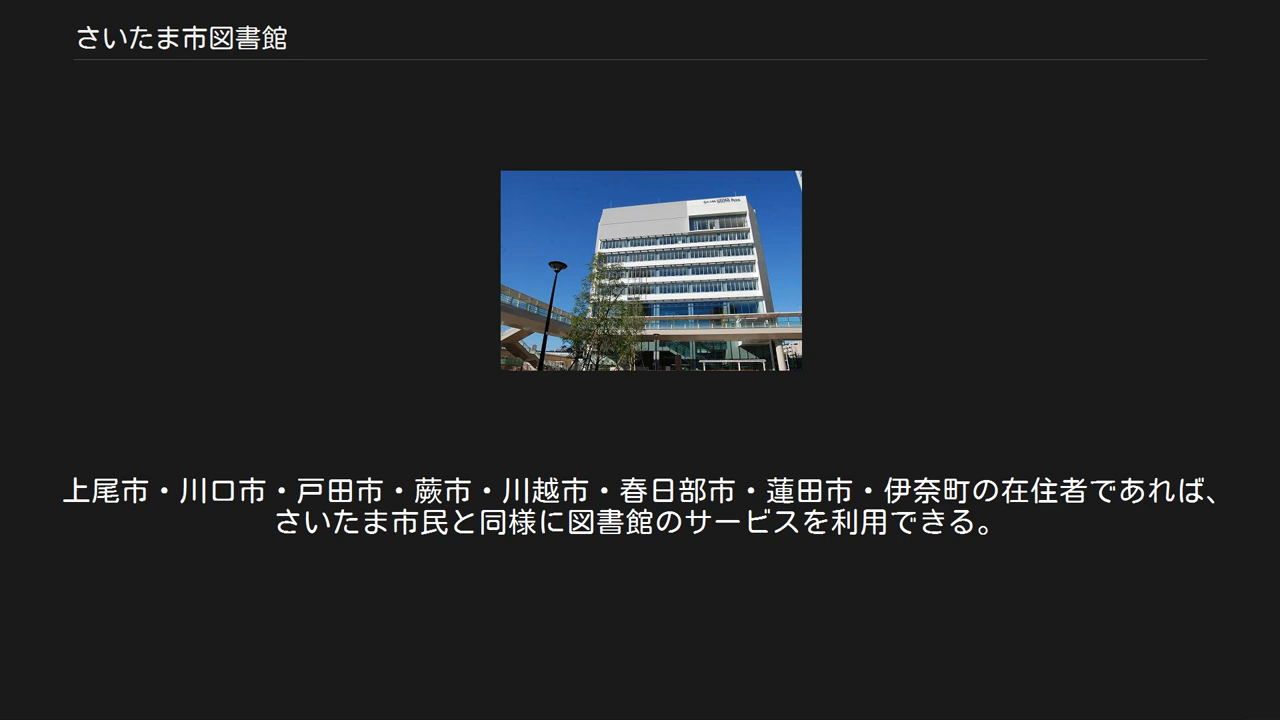 さいたま市図書館
上尾市・川口市・戸田市・蕨市・川越市・春日部市・蓮田市・伊奈町の在住者であれば、
さいたま市民と同様に図書館のサービスを利用できる。